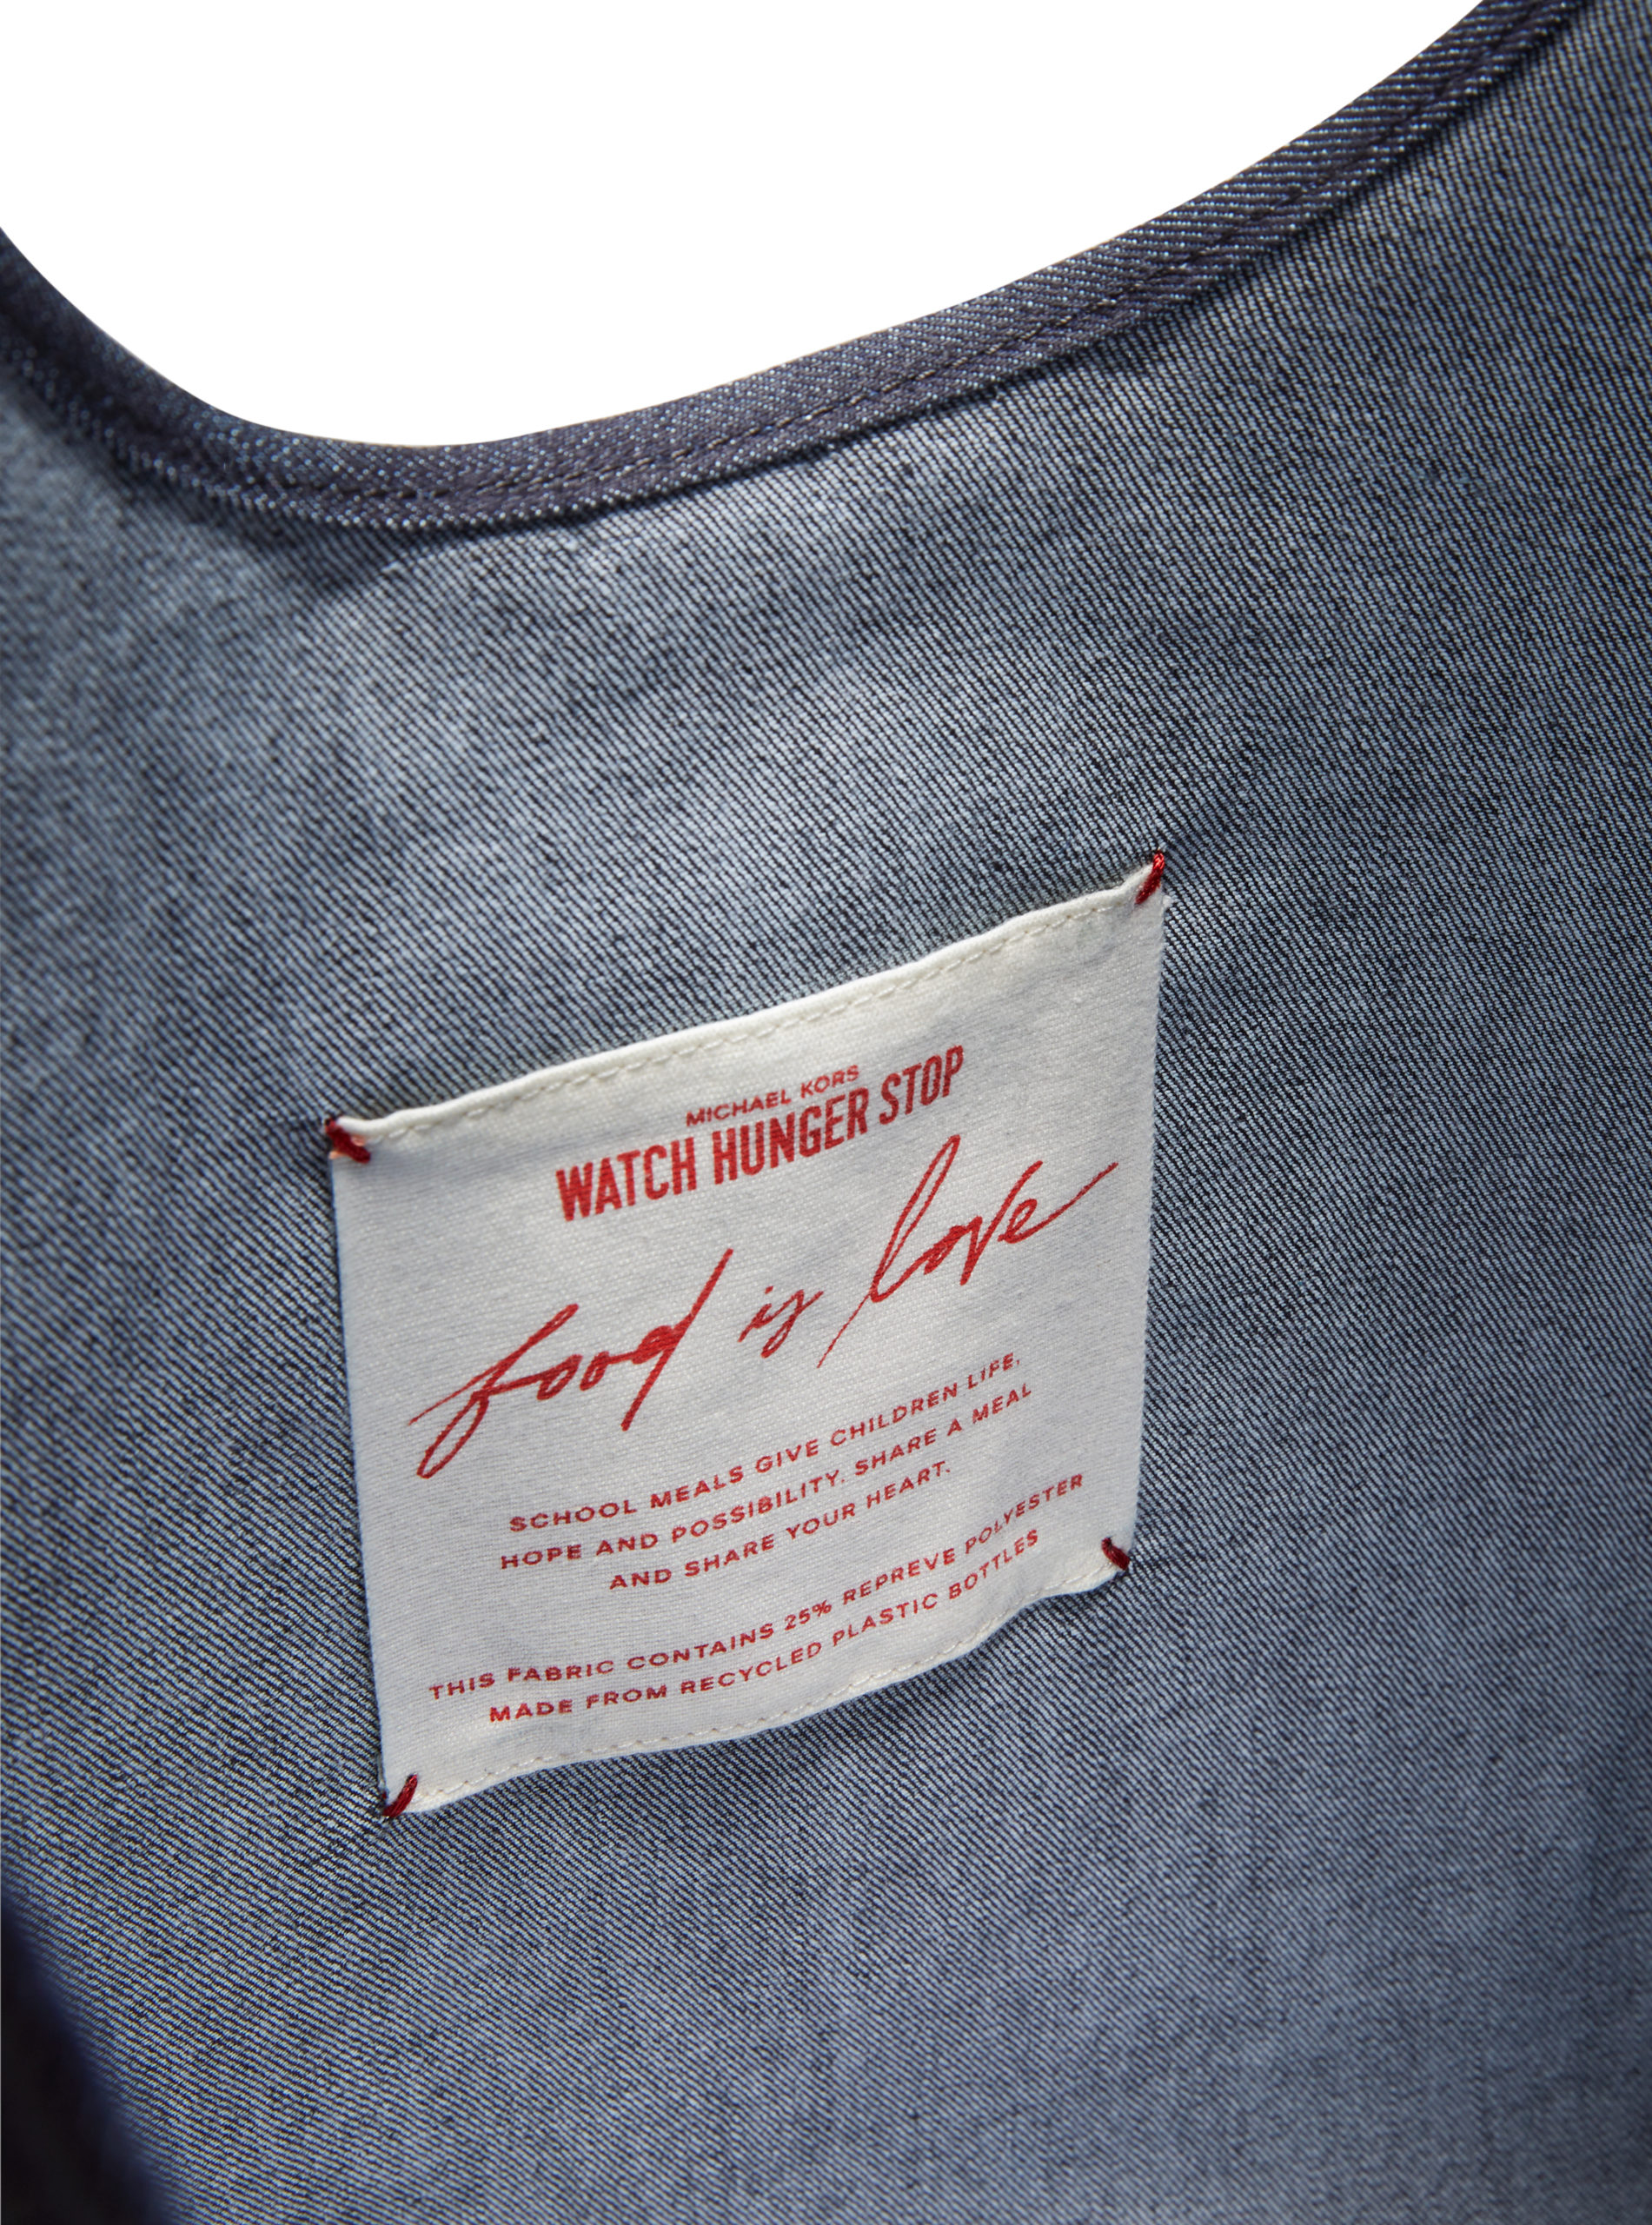 MICHAEL KORS
WATCH HUNGER STOP
food is love
SCHOOL MEALS GIVE CHILDREN LIFE,
HOPE AND POSSIBILITY. SHARE A MEAL
AND SHARE YOUR HEART.
THIS FABRIC CONTAINS 25% REPREVE POLYESTER
MADE FROM RECYCLED PLASTIC BOTTLES